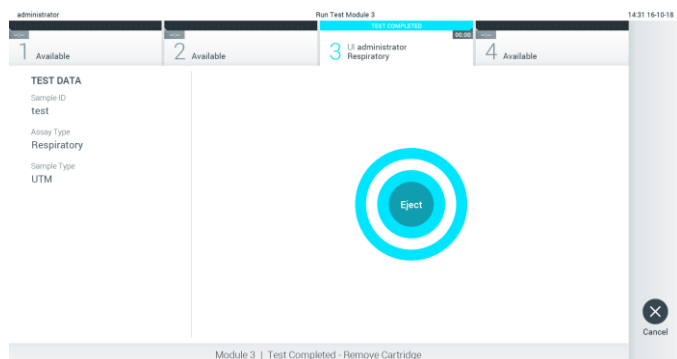 administrator
Run Test Module 3
14:31 16-10-18
TEST COMPLETED
--:--
--:--
00:00
--:--
1 Available
2 Available
3 UI administrator
Respiratory
4 Available
TEST DATA
Sample ID
test
Assay Type
Respiratory
Sample Type
UTM
Eject
Cancel
Module 3 | Test Completed - Remove Cartridge